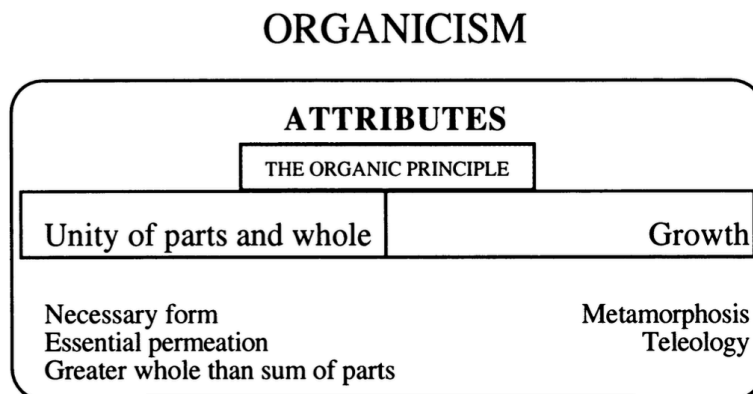 ORGANICISM
ATTRIBUTES
THE ORGANIC PRINCIPLE
Unity of parts and whole
Growth
Necessary form
Metamorphosis
Essential permeation
Teleology
Greater whole than sum of parts